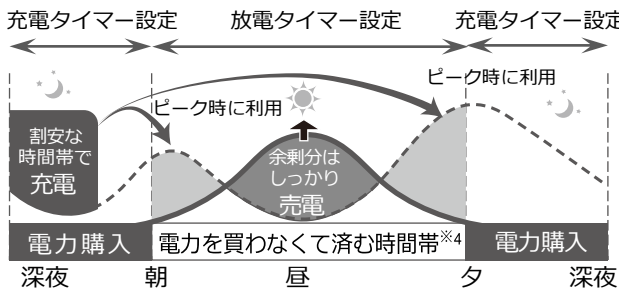 充電タイマー設定 放電タイマー設定 充電タイマー設定
ピーク時に利用
ピーク時に利用
割安な
時間帯で
充電
余剰分は
しっかり
売電
電力購入 電力を買わなくて済む時間帯※4 電力購入
深夜 朝 昼 夕 深夜